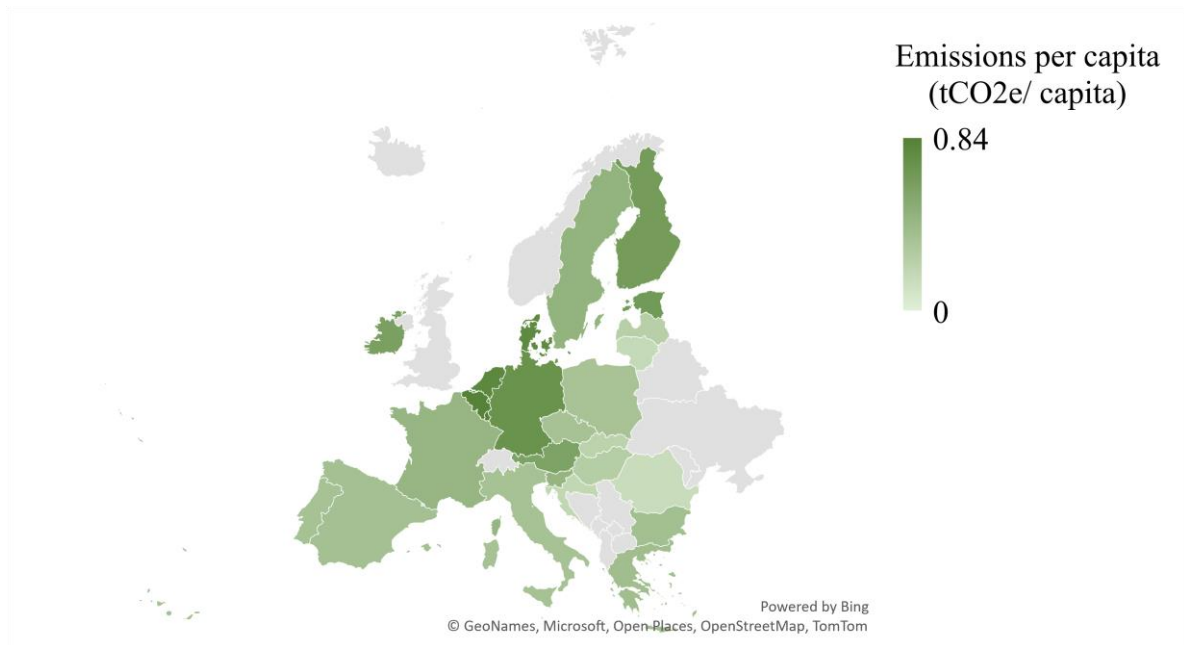 Emissions per capita
(tCO2e/ capita)
0.84
0
Powered by Bing
© GeoNames, Microsoft, Open Places, OpenStreetMap, TomTom